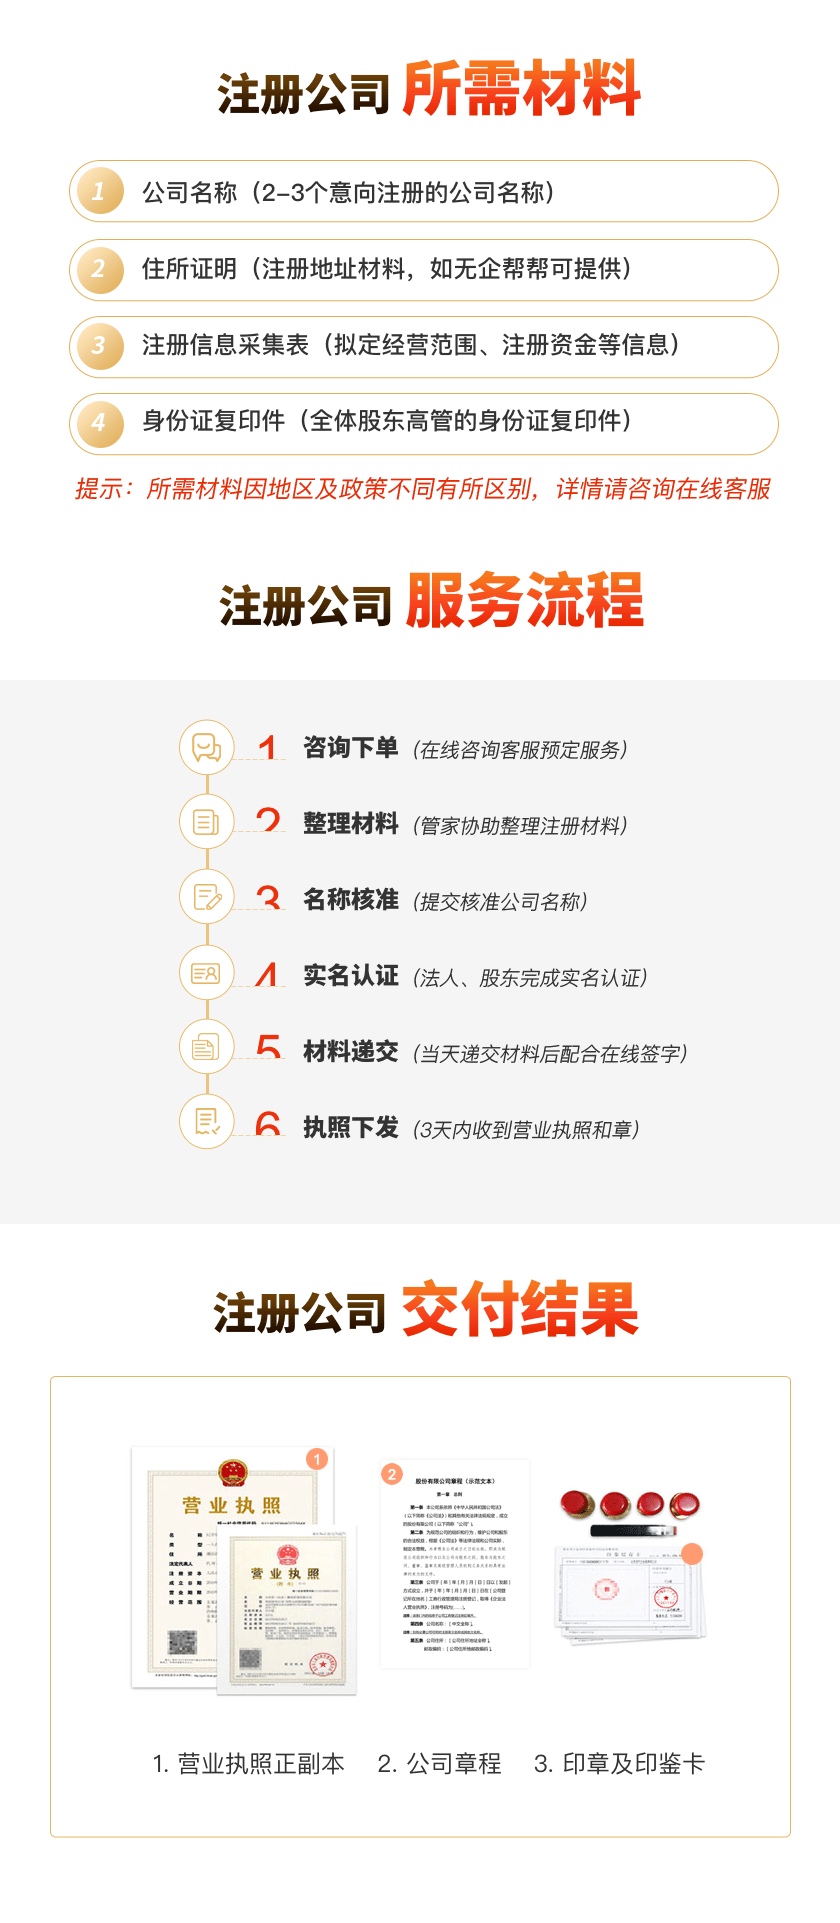 注册公司 所需材料
1 公司名称（2-3个意向注册的公司名称）
2 住所证明（注册地址材料，如无企帮帮可提供）
3 注册信息采集表（拟定经营范围、注册资金等信息）
4 身份证复印件（全体股东高管的身份证复印件）
提示：所需材料因地区及政策不同有所区别，详情请咨询在线客服
注册公司 服务流程
1 咨询下单（在线咨询客服预定服务）
2 整理材料（管家协助整理注册材料）
3 名称核准（提交核准公司名称）
4 实名认证（法人、股东完成实名认证）
5 材料递交（当天递交材料后配合在线签字）
6 执照下发（3天内收到营业执照和章）
注册公司 交付结果
1
营业执照
营业执照
2
股份有限公司章程（示范文本）
第一章 总则
1. 营业执照正副本
2. 公司章程
3. 印章及印鉴卡